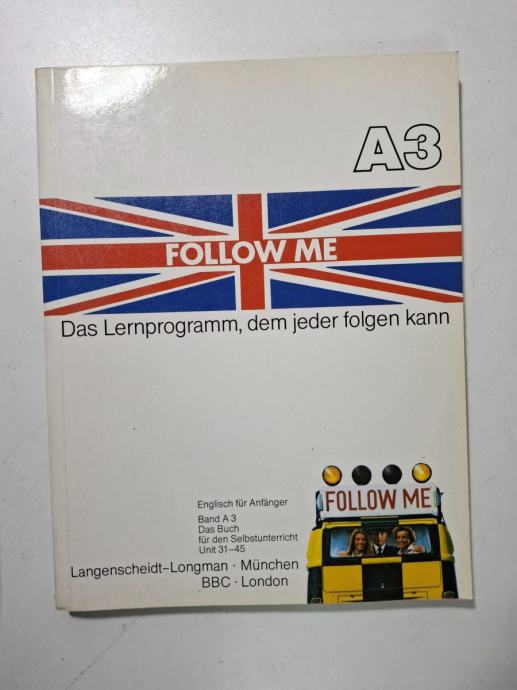 A3
FOLLOW ME
Das Lernprogramm, dem jeder folgen kann
FOLLOW ME
Englisch für Anfänger
Band A 3
Das Buch
für den Selbstunterricht
Unit 31–45
Langenscheidt–Longman · München
BBC · London